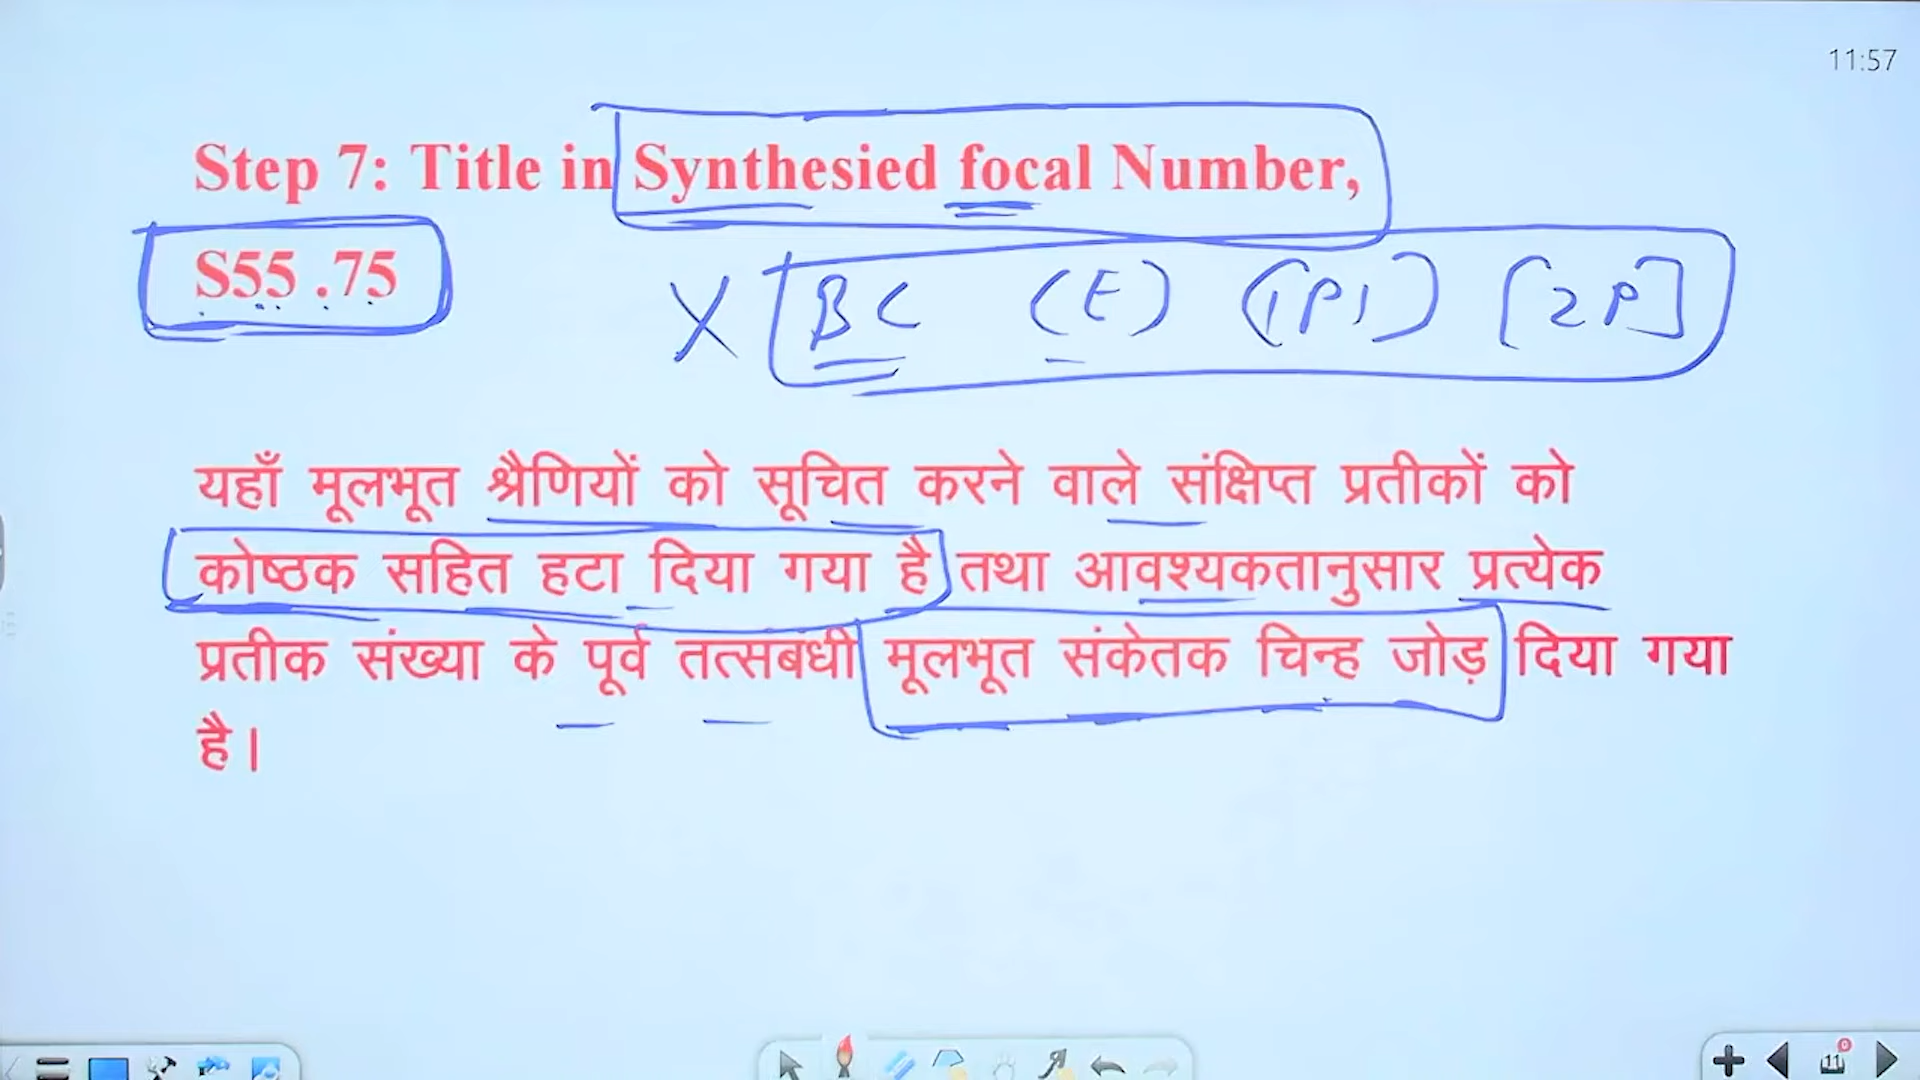 11:57
Step 7: Title in Synthesied focal Number,
S55 .75
X BC (E) (1P1) [2P]
यहाँ मूलभूत श्रैणियों को सूचित करने वाले संक्षिप्त प्रतीकों को
कोष्ठक सहित हटा दिया गया है तथा आवश्यकतानुसार प्रत्येक
प्रतीक संख्या के पूर्व तत्सबधी मूलभूत संकेतक चिन्ह जोड़ दिया गया
है।
11